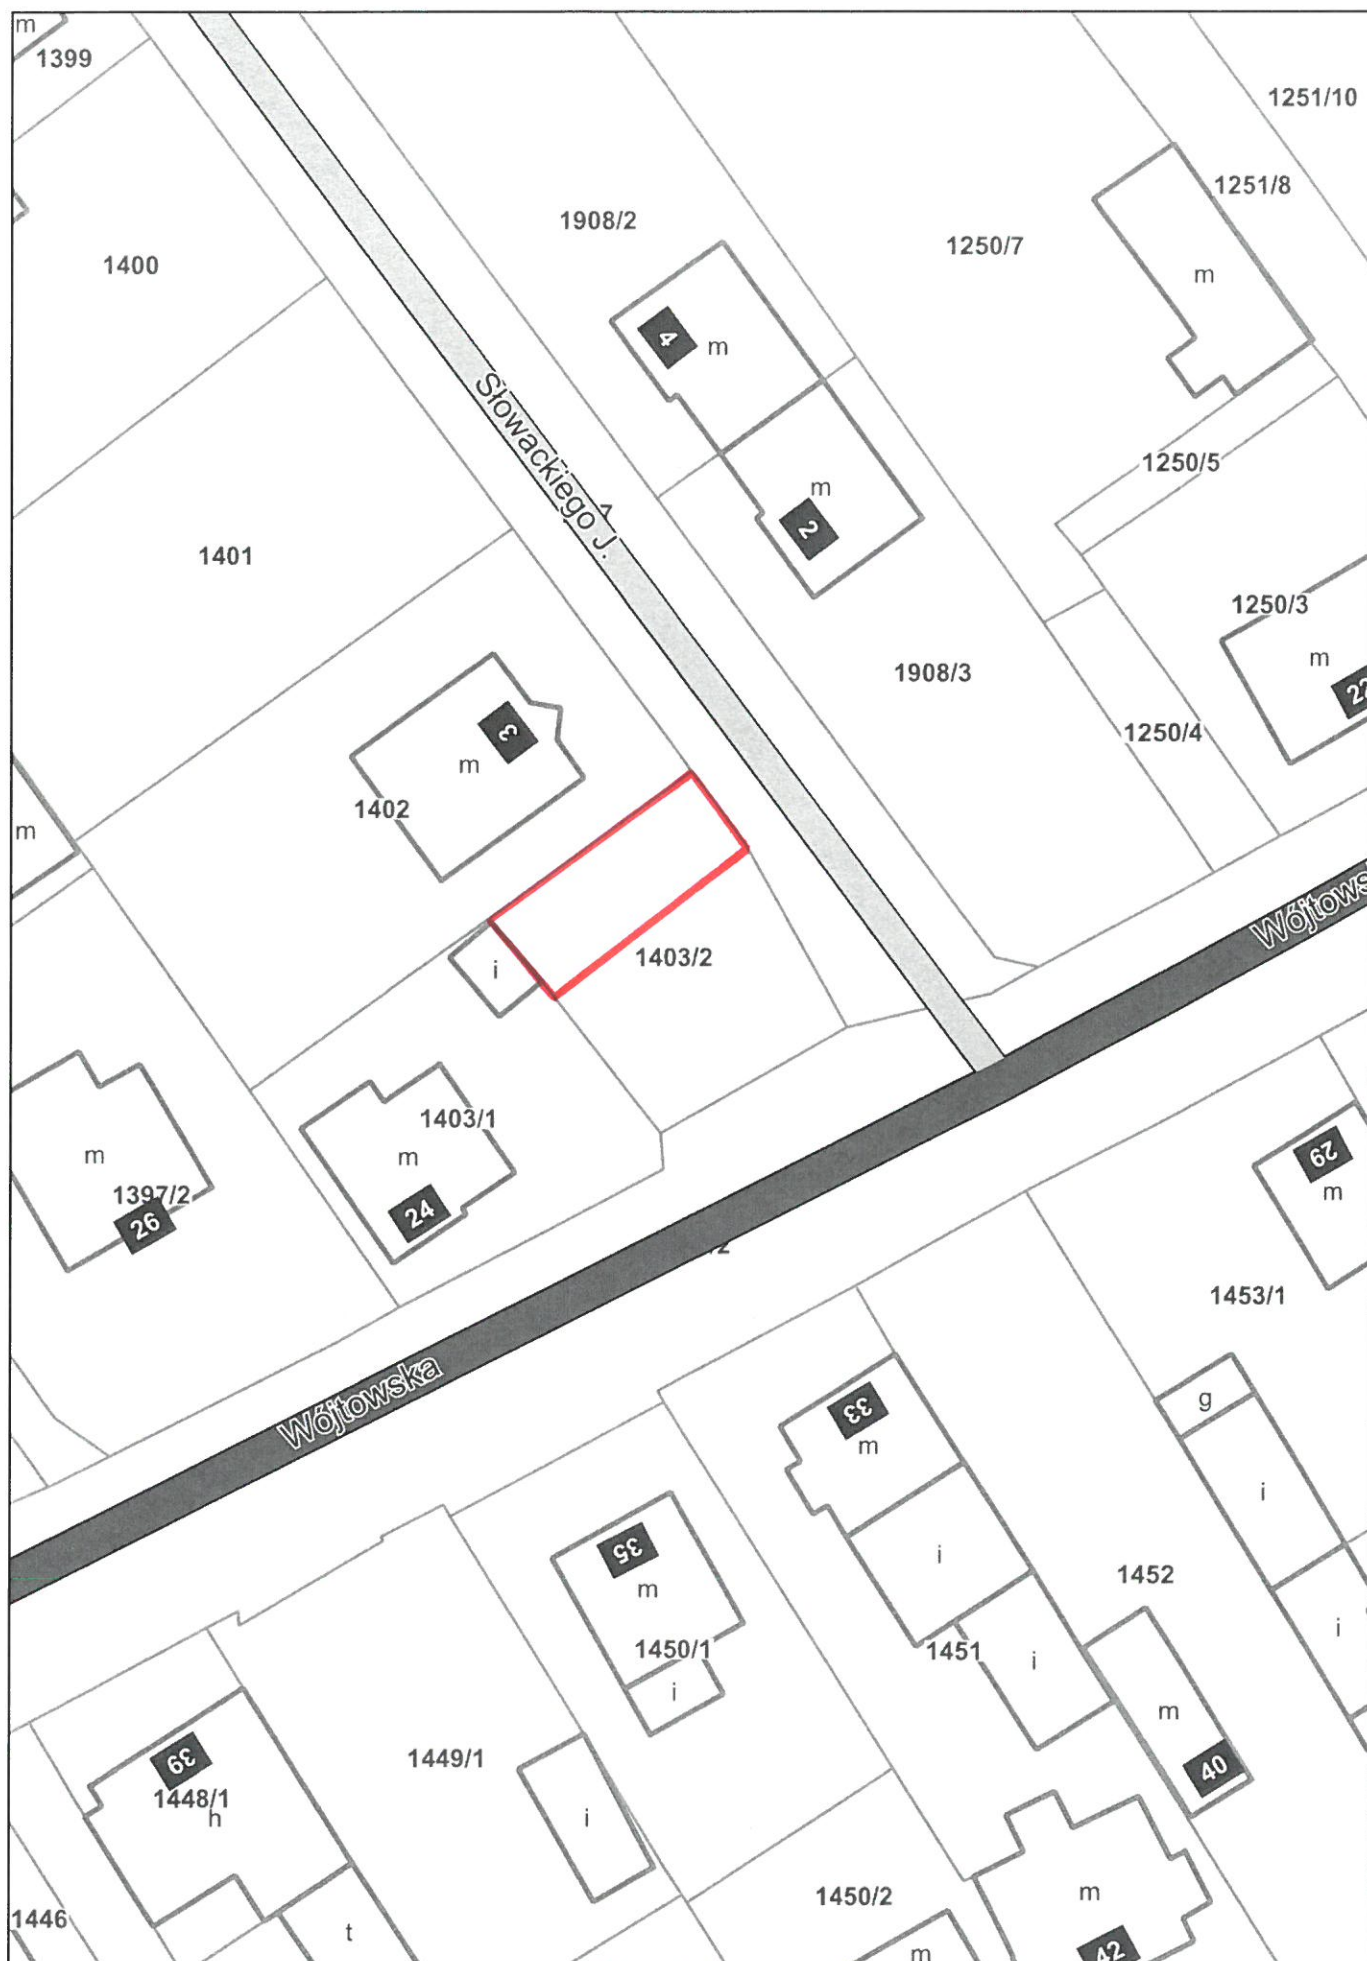 m
1399
1251/10
1251/8
1908/2
1250/7
1400
m
4
m
Słowackiego J.
1250/5
m
2
1401
1250/3
m
22
1908/3
1250/4
3
m
1402
m
Wójtows
1403/2
i
1403/1
m
m
1397/2
26
24
29
m
1453/1
Wójtowska
33
m
g
i
35
m
i
1452
i
1450/1
i
1451
i
m
40
39
1448/1
h
1449/1
i
1450/2
m
1446
t
m
42